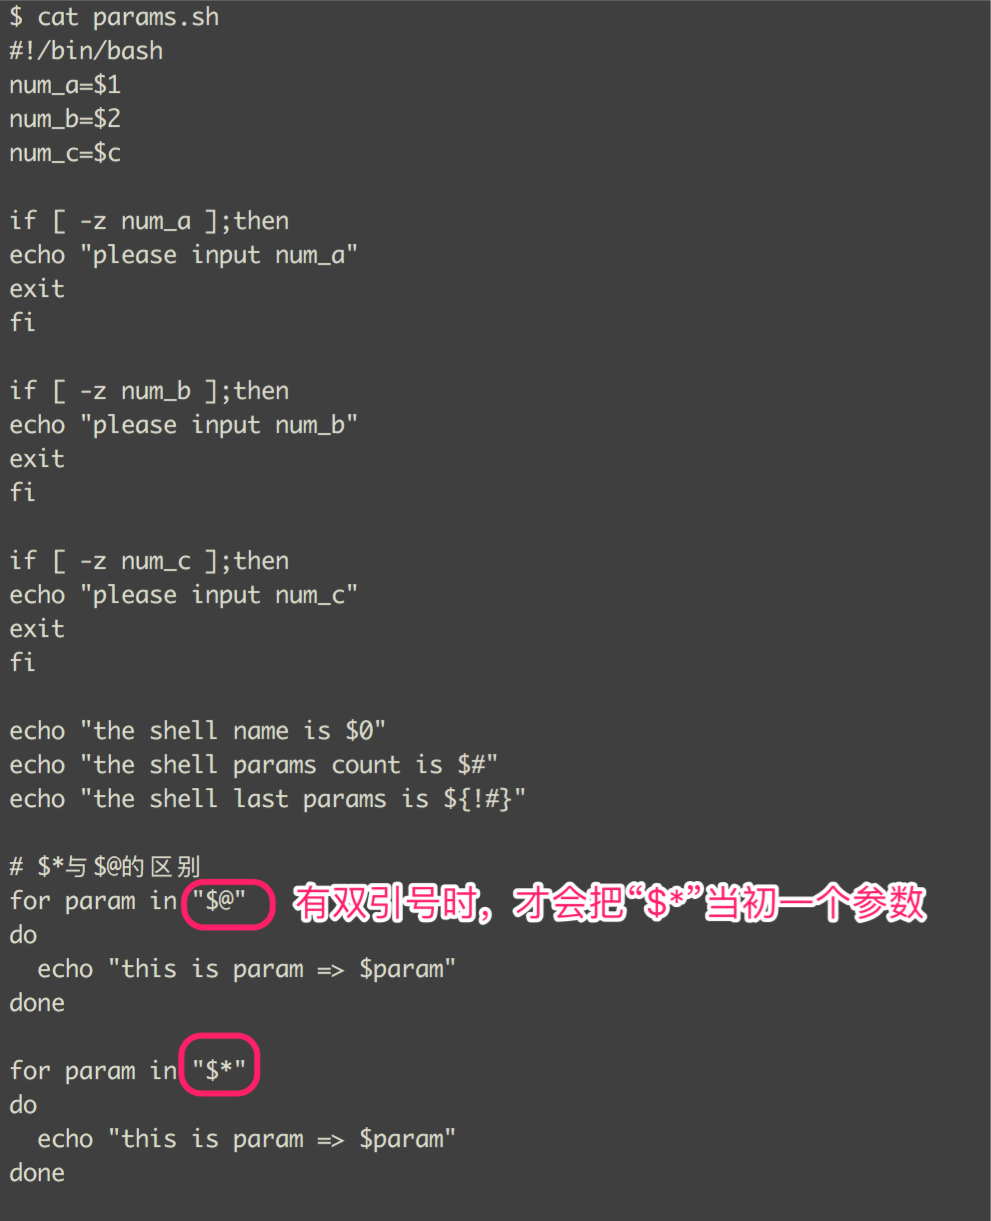 $ cat params.sh
#!/bin/bash
num_a=$1
num_b=$2
num_c=$c
if [ -z num_a ];then
echo "please input num_a"
exit
fi
if [ -z num_b ];then
echo "please input num_b"
exit
fi
if [ -z num_c ];then
echo "please input num_c"
exit
fi
echo "the shell name is $0"
echo "the shell params count is $#"
echo "the shell last params is ${!#}"
# $*与$@的区别
for param in "$@" 有双引号时，才会把“$*”当初一个参数
do
  echo "this is param => $param"
done
for param in "$*"
do
  echo "this is param => $param"
done